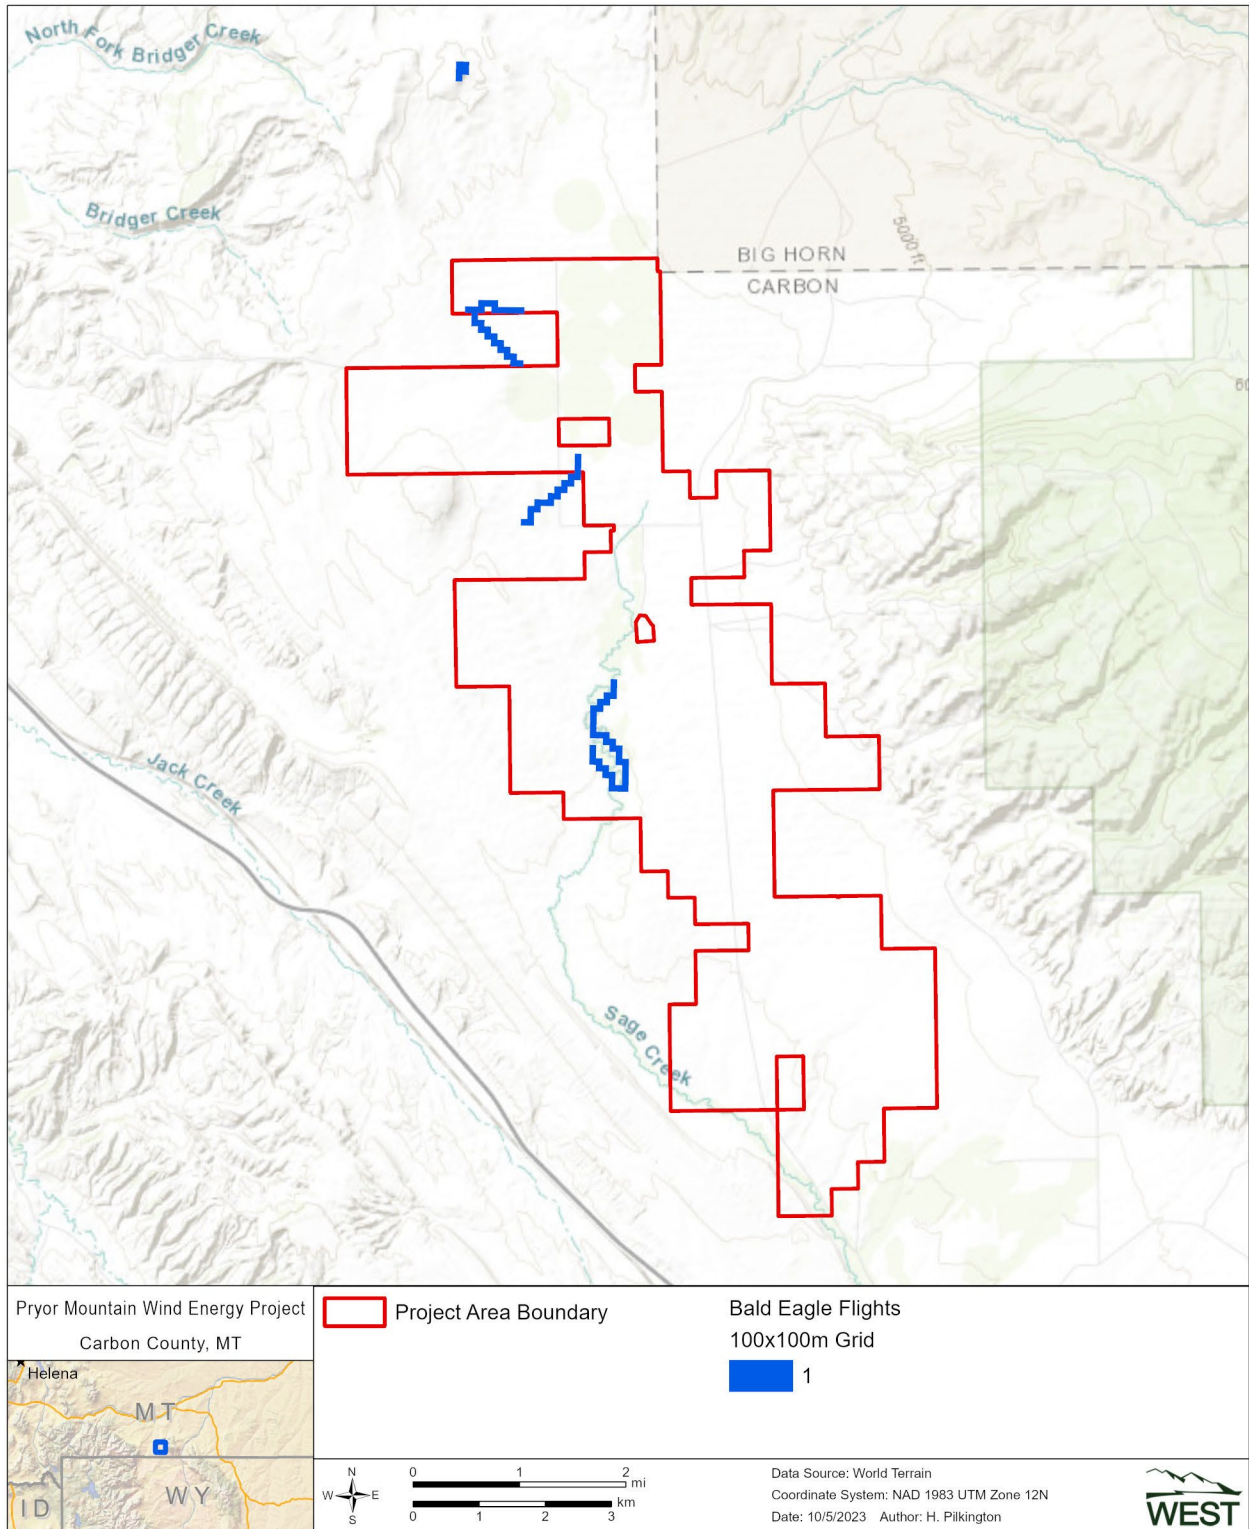 North Fork Bridger Creek
Bridger Creek
5000 ft
BIG HORN
CARBON
Jack Creek
Sage Creek
Pryor Mountain Wind Energy Project
Carbon County, MT
Helena
MT
WY
ID
Project Area Boundary
Bald Eagle Flights
100x100m Grid
1
N
W E
S
0 1 2
mi
km
0 1 2 3
Data Source: World Terrain
Coordinate System: NAD 1983 UTM Zone 12N
Date: 10/5/2023 Author: H. Pilkington
WEST